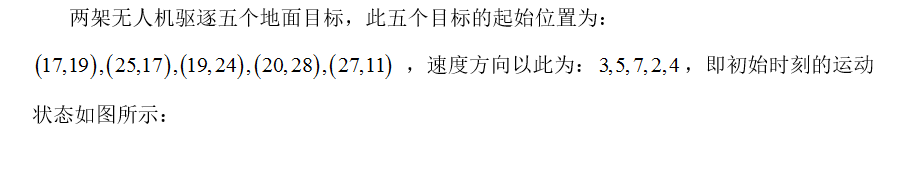 两架无人机驱逐五个地面目标，此五个目标的起始位置为：
(17,19),(25,17),(19,24),(20,28),(27,11) ，速度方向以此为：3,5,7,2,4，即初始时刻的运动
状态如图所示：